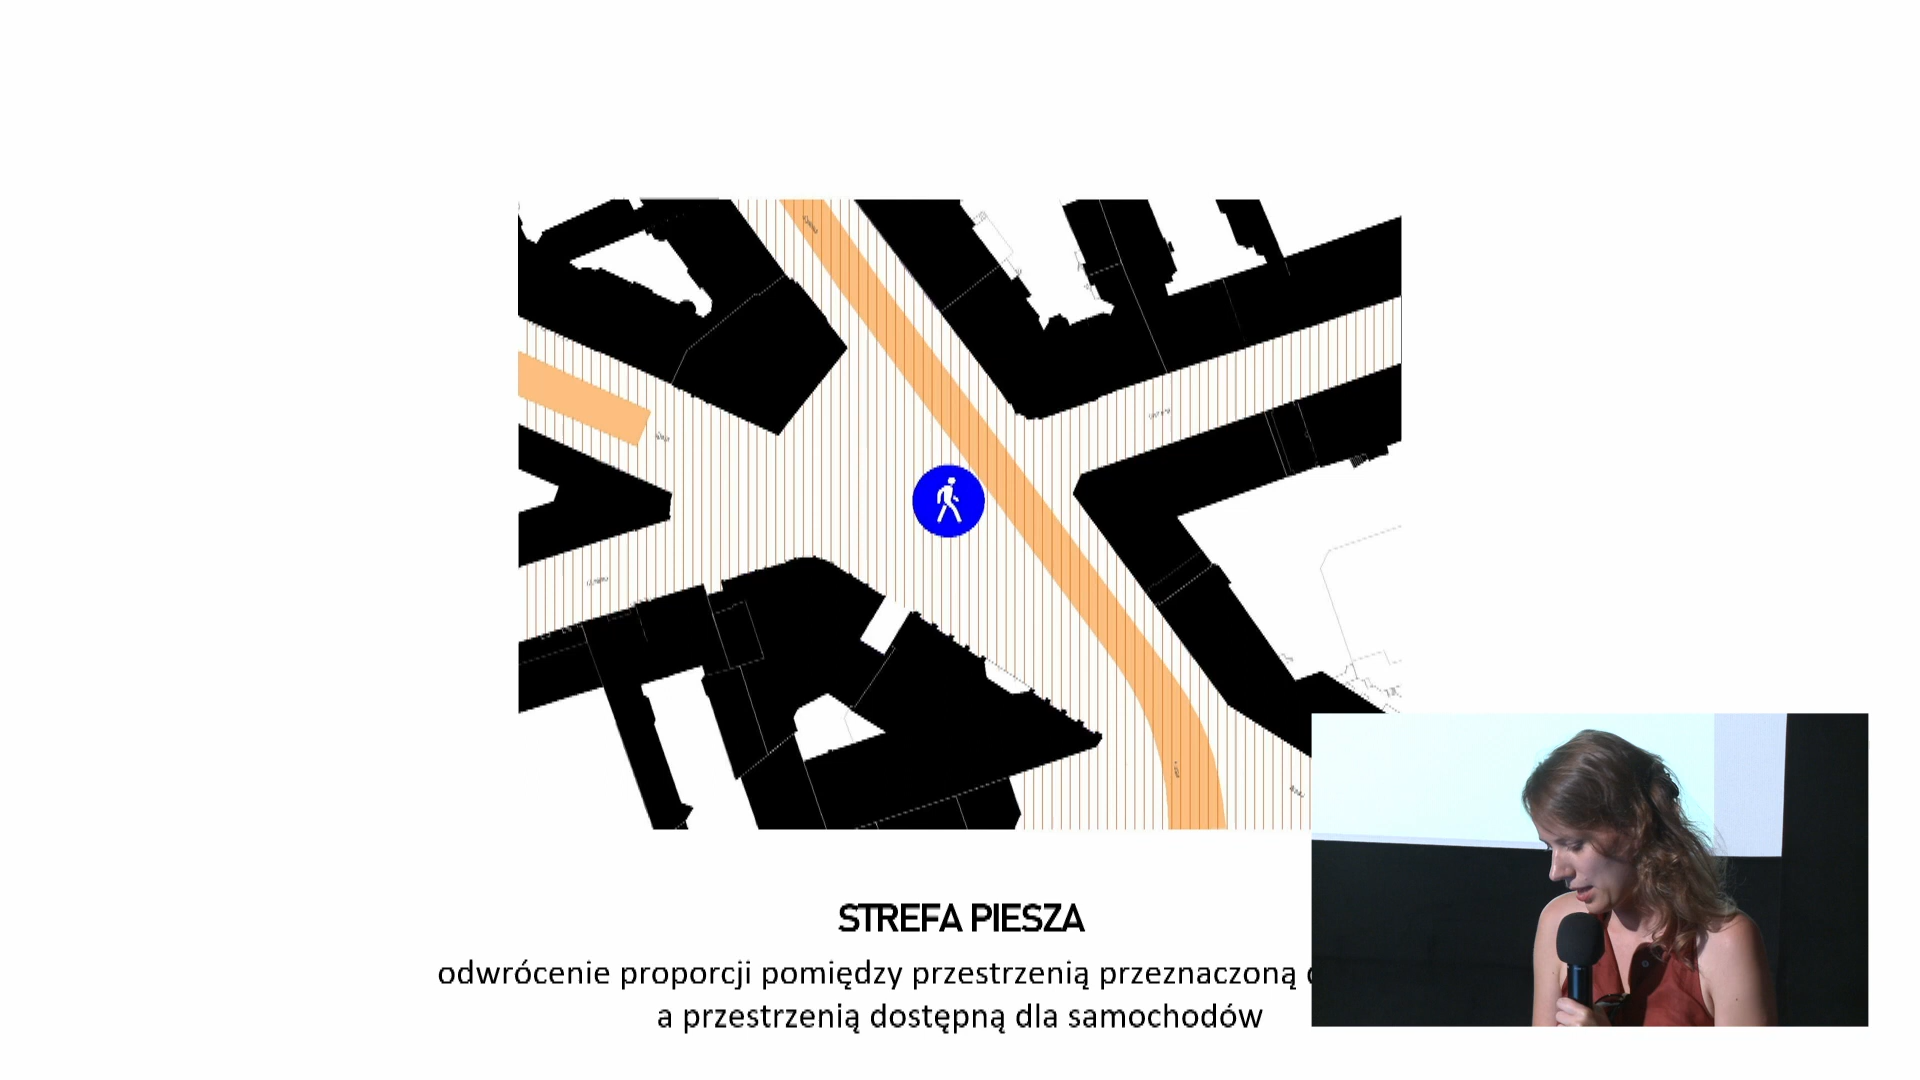 STREFA PIESZA
odwrócenie proporcji pomiędzy przestrzenią przeznaczoną
a przestrzenią dostępną dla samochodów